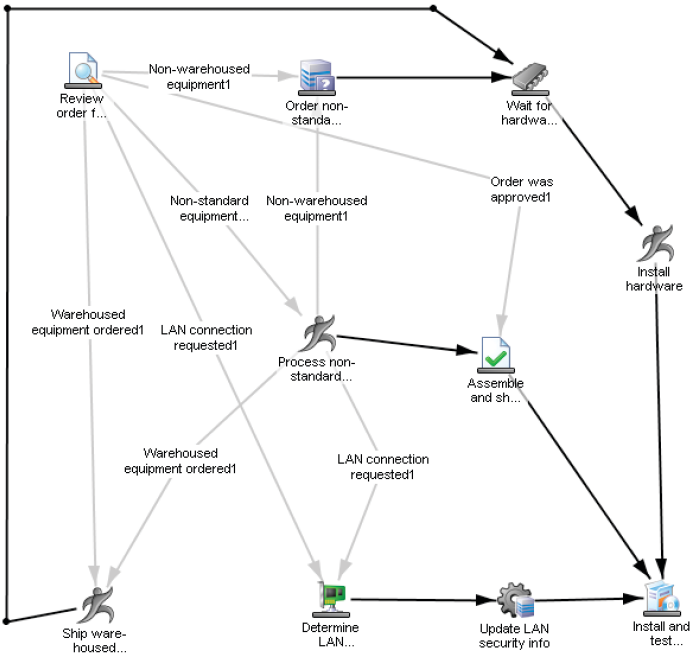 Non-warehoused
equipment1
Review
order f...
Order non-
standa...
Wait for
hardwa...
Order was
approved1
Non-standard
equipment...
Non-warehoused
equipment1
Install
hardware
Warehoused
equipment ordered1
LAN connection
requested1
Process non-
standard...
Assemble
and sh...
Warehoused
equipment ordered1
LAN connection
requested1
Ship ware-
housed...
Determine
LAN...
Update LAN
security info
Install and
test...